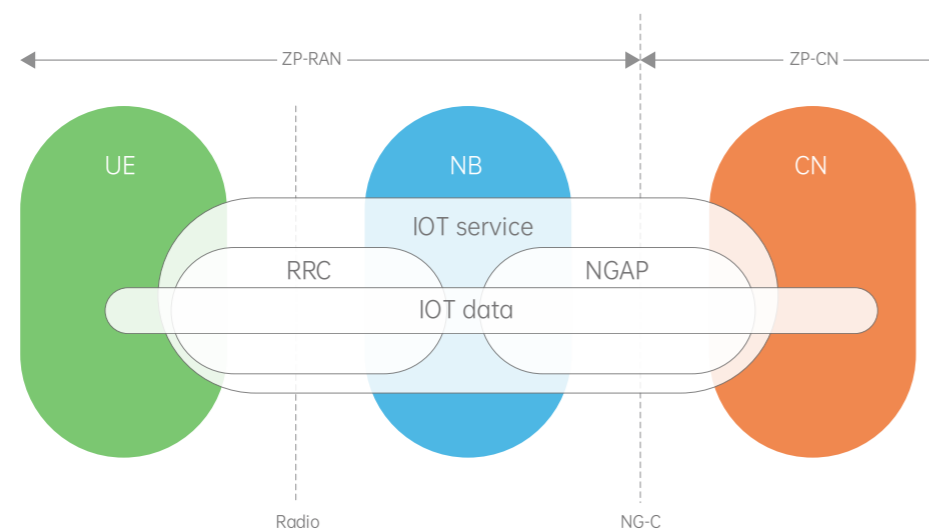 ZP-RAN
ZP-CN
UE
NB
CN
IOT service
RRC
NGAP
IOT data
Radio
NG-C